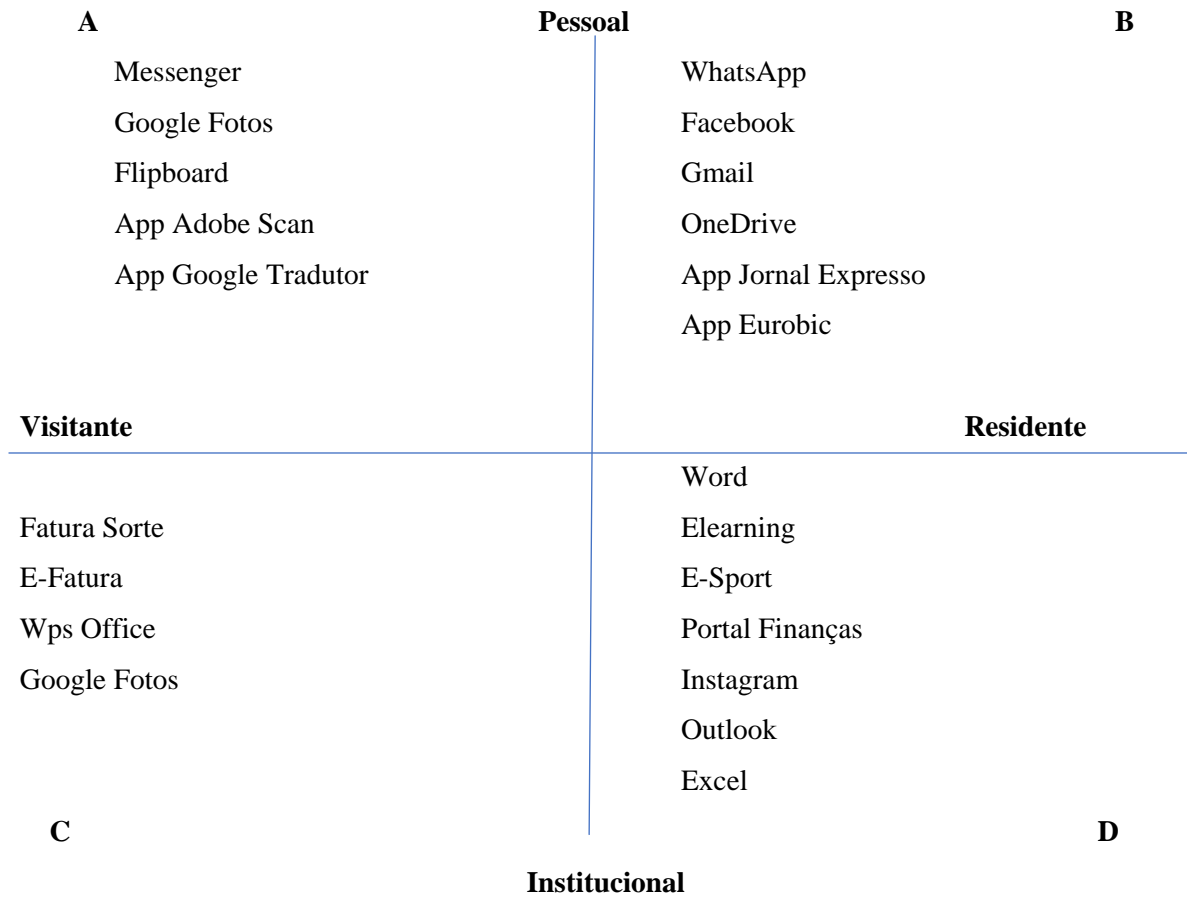 A Pessoal B
Messenger WhatsApp
Google Fotos Facebook
Flipboard Gmail
App Adobe Scan OneDrive
App Google Tradutor App Jornal Expresso
App Eurobic
Visitante Residente
Word
Fatura Sorte Elearning
E-Fatura E-Sport
Wps Office Portal Finanças
Google Fotos Instagram
Outlook
Excel
C D
Institucional